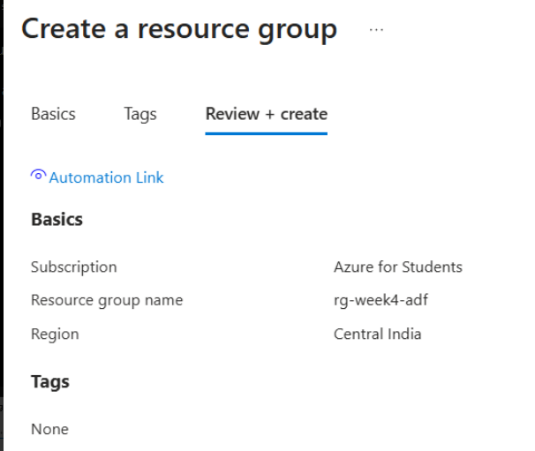 Create a resource group ...
Basics Tags Review + create
Automation Link
Basics
Subscription Azure for Students
Resource group name rg-week4-adf
Region Central India
Tags
None